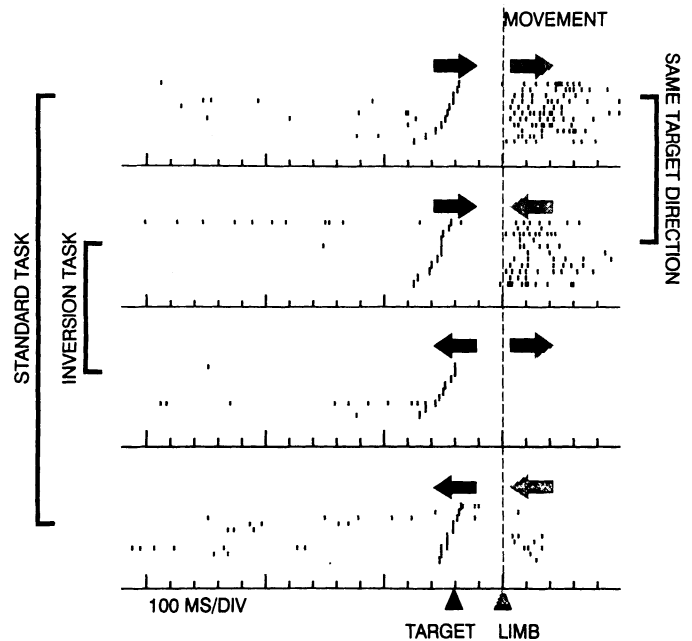 MOVEMENT
STANDARD TASK
INVERSION TASK
SAME TARGET DIRECTION
100 MS/DIV
TARGET
LIMB